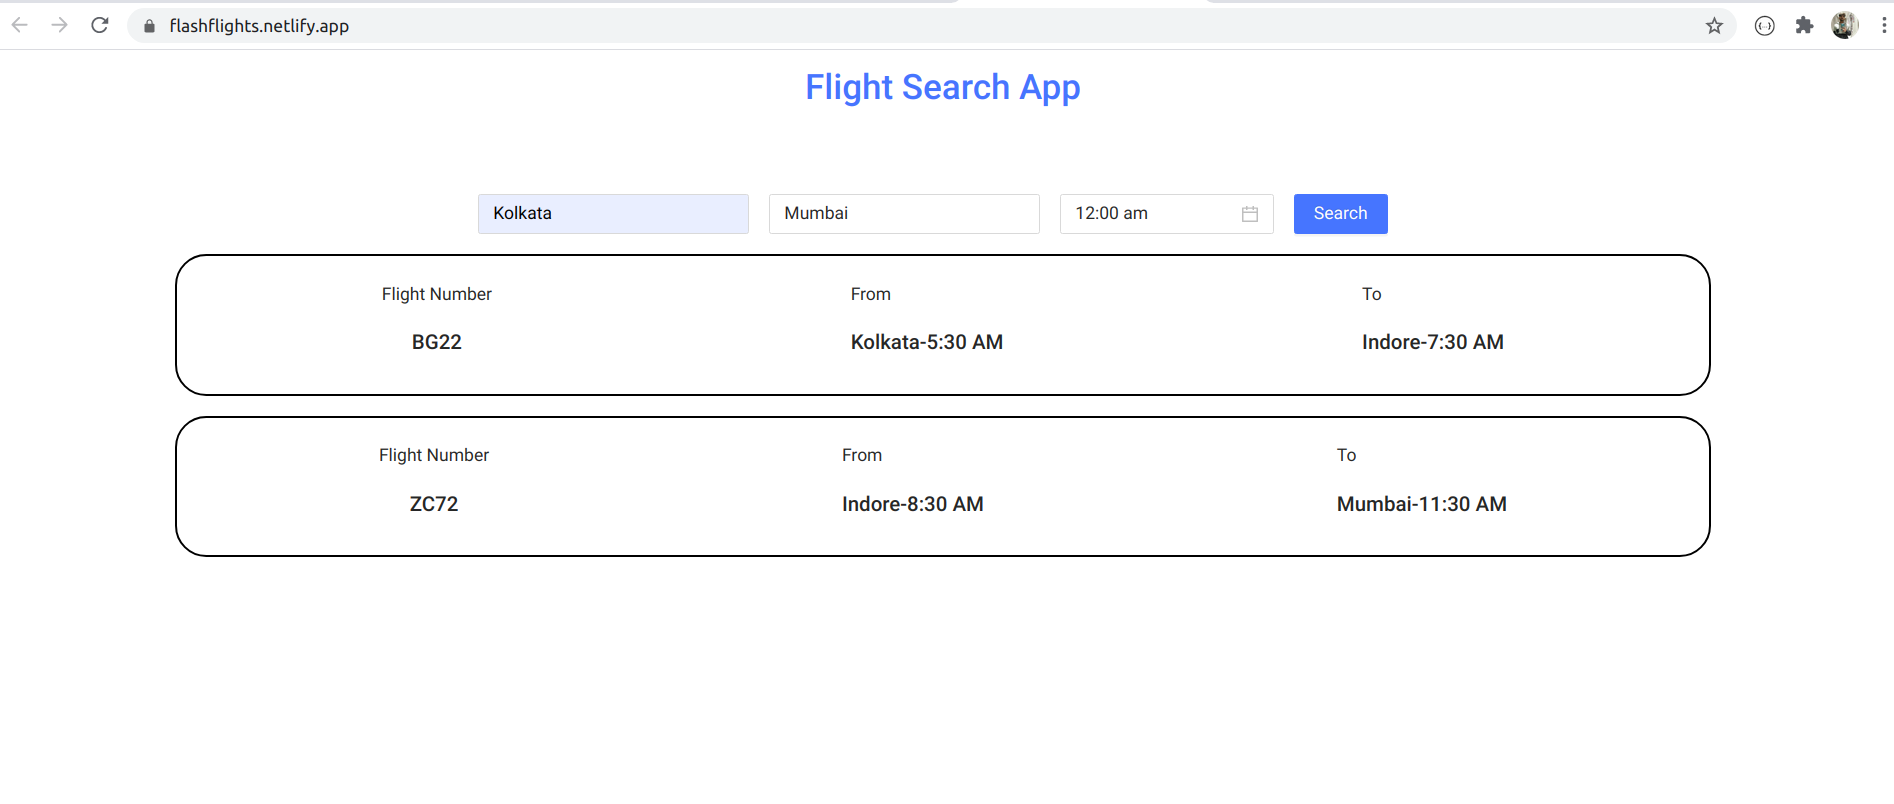 flashflights.netlify.app
Flight Search App
Kolkata Mumbai 12:00 am Search
Flight Number From To
BG22 Kolkata-5:30 AM Indore-7:30 AM
Flight Number From To
ZC72 Indore-8:30 AM Mumbai-11:30 AM